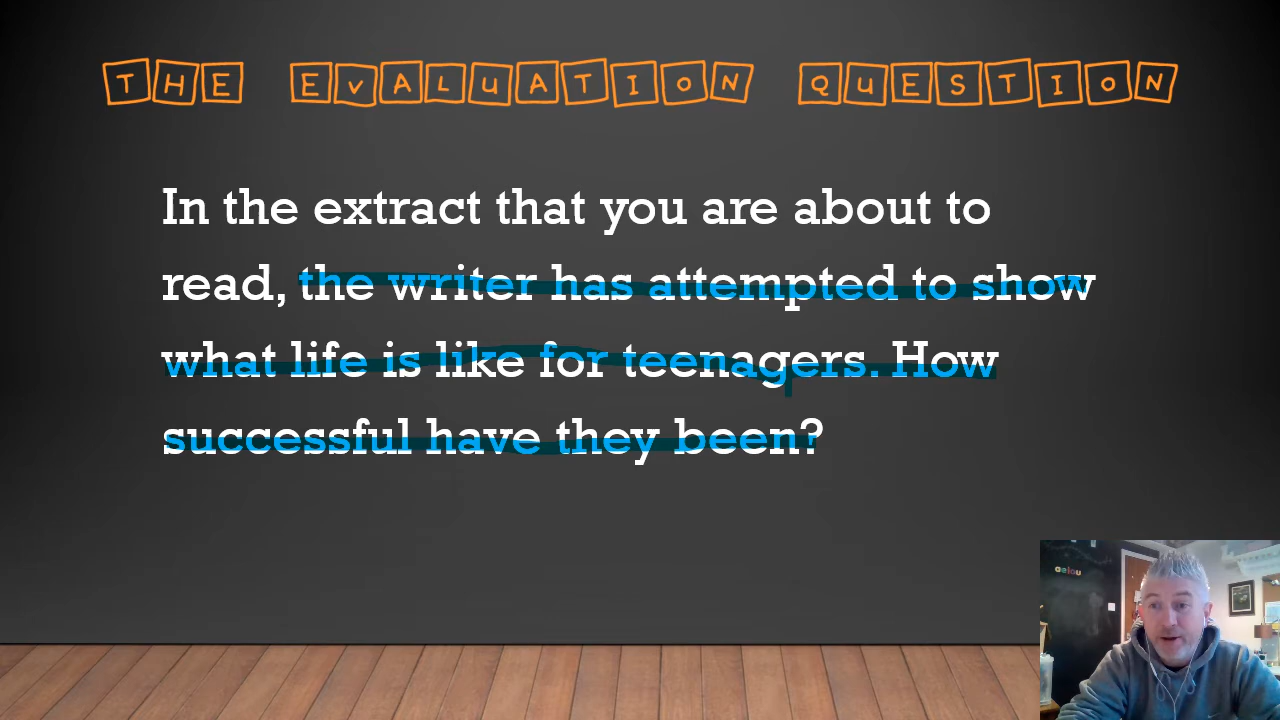 THE EVALUATION QUESTION
In the extract that you are about to
read, the writer has attempted to show
what life is like for teenagers. How
successful have they been?
aeiou